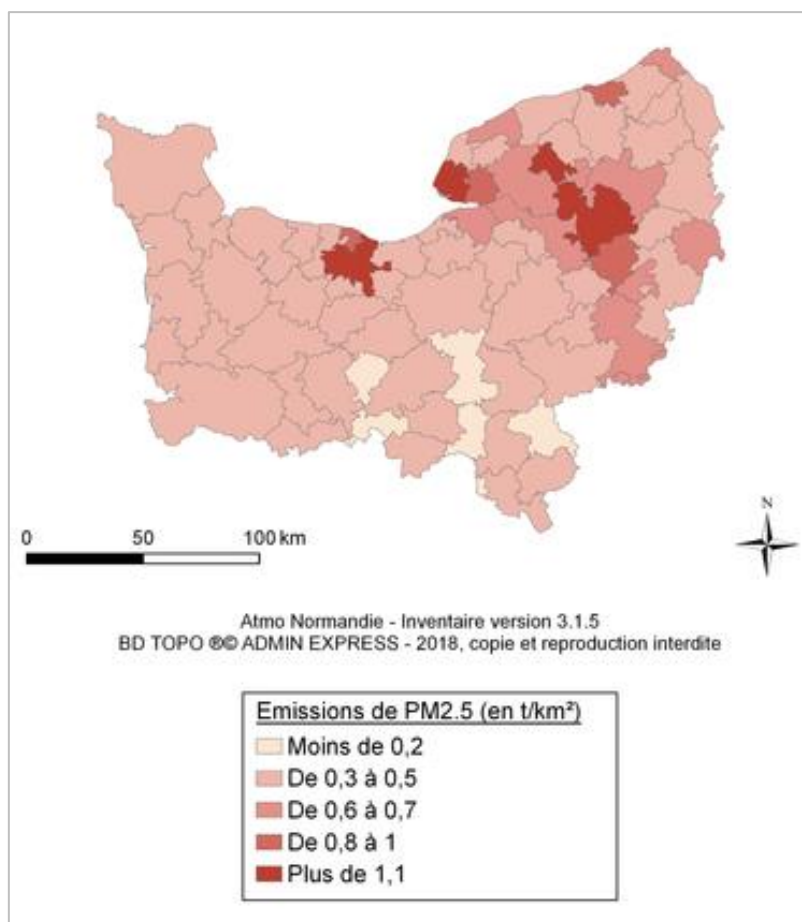 N
0 50 100 km
Atmo Normandie - Inventaire version 3.1.5
BD TOPO ®© ADMIN EXPRESS - 2018, copie et reproduction interdite
Emissions de PM2.5 (en t/km²)
Moins de 0,2
De 0,3 à 0,5
De 0,6 à 0,7
De 0,8 à 1
Plus de 1,1